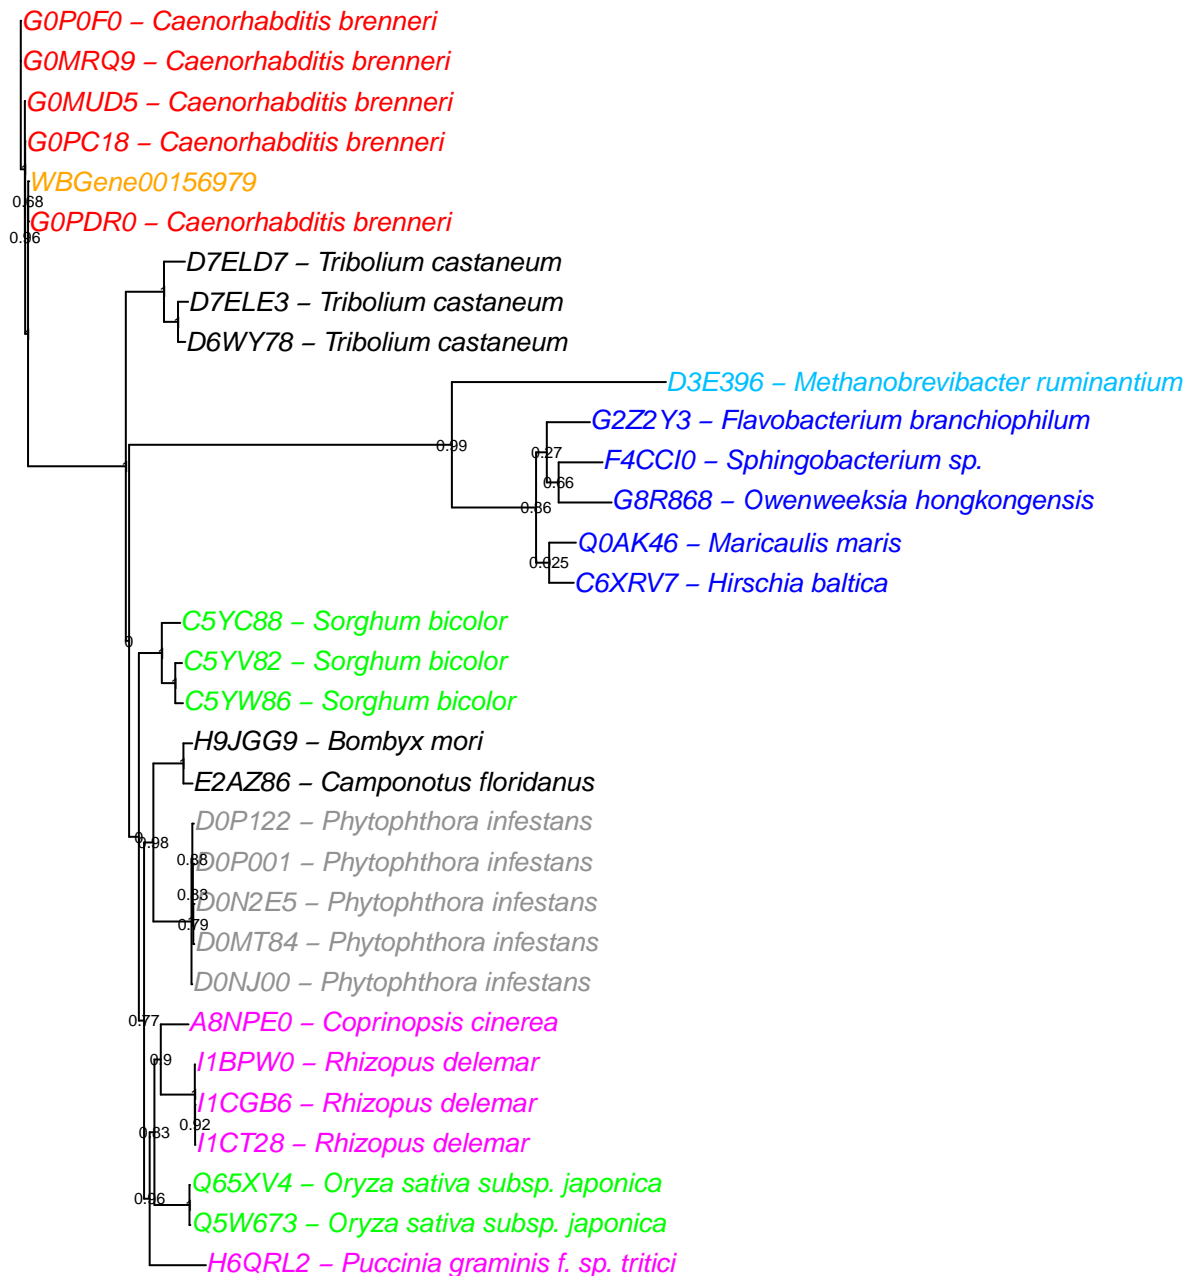 G0P0F0 – Caenorhabditis brenneri
G0MRQ9 – Caenorhabditis brenneri
G0MUD5 – Caenorhabditis brenneri
G0PC18 – Caenorhabditis brenneri
WBGene00156979
0.68
G0PDR0 – Caenorhabditis brenneri
0.96
D7ELD7 – Tribolium castaneum
D7ELE3 – Tribolium castaneum
D6WY78 – Tribolium castaneum
D3E396 – Methanobrevibacter ruminantium
G2Z2Y3 – Flavobacterium branchiophilum
0.99
0.27
F4CCI0 – Sphingobacterium sp.
0.66
G8R868 – Owenweeksia hongkongensis
0.36
Q0AK46 – Maricaulis maris
0.025
C6XRV7 – Hirschia baltica
C5YC88 – Sorghum bicolor
0
C5YV82 – Sorghum bicolor
C5YW86 – Sorghum bicolor
H9JGG9 – Bombyx mori
E2AZ86 – Camponotus floridanus
D0P122 – Phytophthora infestans
0
0.98
0.88
D0P001 – Phytophthora infestans
0.83
D0N2E5 – Phytophthora infestans
0.79
D0MT84 – Phytophthora infestans
D0NJ00 – Phytophthora infestans
0.77
A8NPE0 – Coprinopsis cinerea
0.9
I1BPW0 – Rhizopus delemar
I1CGB6 – Rhizopus delemar
0.92
0.33
I1CT28 – Rhizopus delemar
Q65XV4 – Oryza sativa subsp. japonica
0.96
Q5W673 – Oryza sativa subsp. japonica
H6QRL2 – Puccinia graminis f. sp. tritici